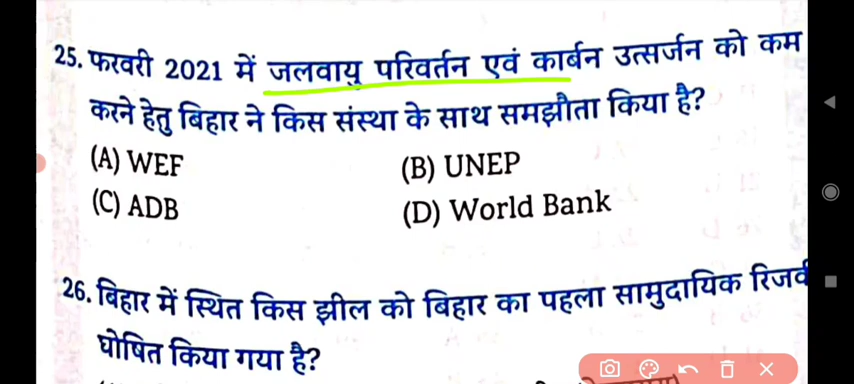 25. फरवरी 2021 में जलवायु परिवर्तन एवं कार्बन उत्सर्जन को कम
करने हेतु बिहार ने किस संस्था के साथ समझौता किया है?
(A) WEF (B) UNEP
(C) ADB (D) World Bank
26. बिहार में स्थित किस झील को बिहार का पहला सामुदायिक रिजर्व
घोषित किया गया है?